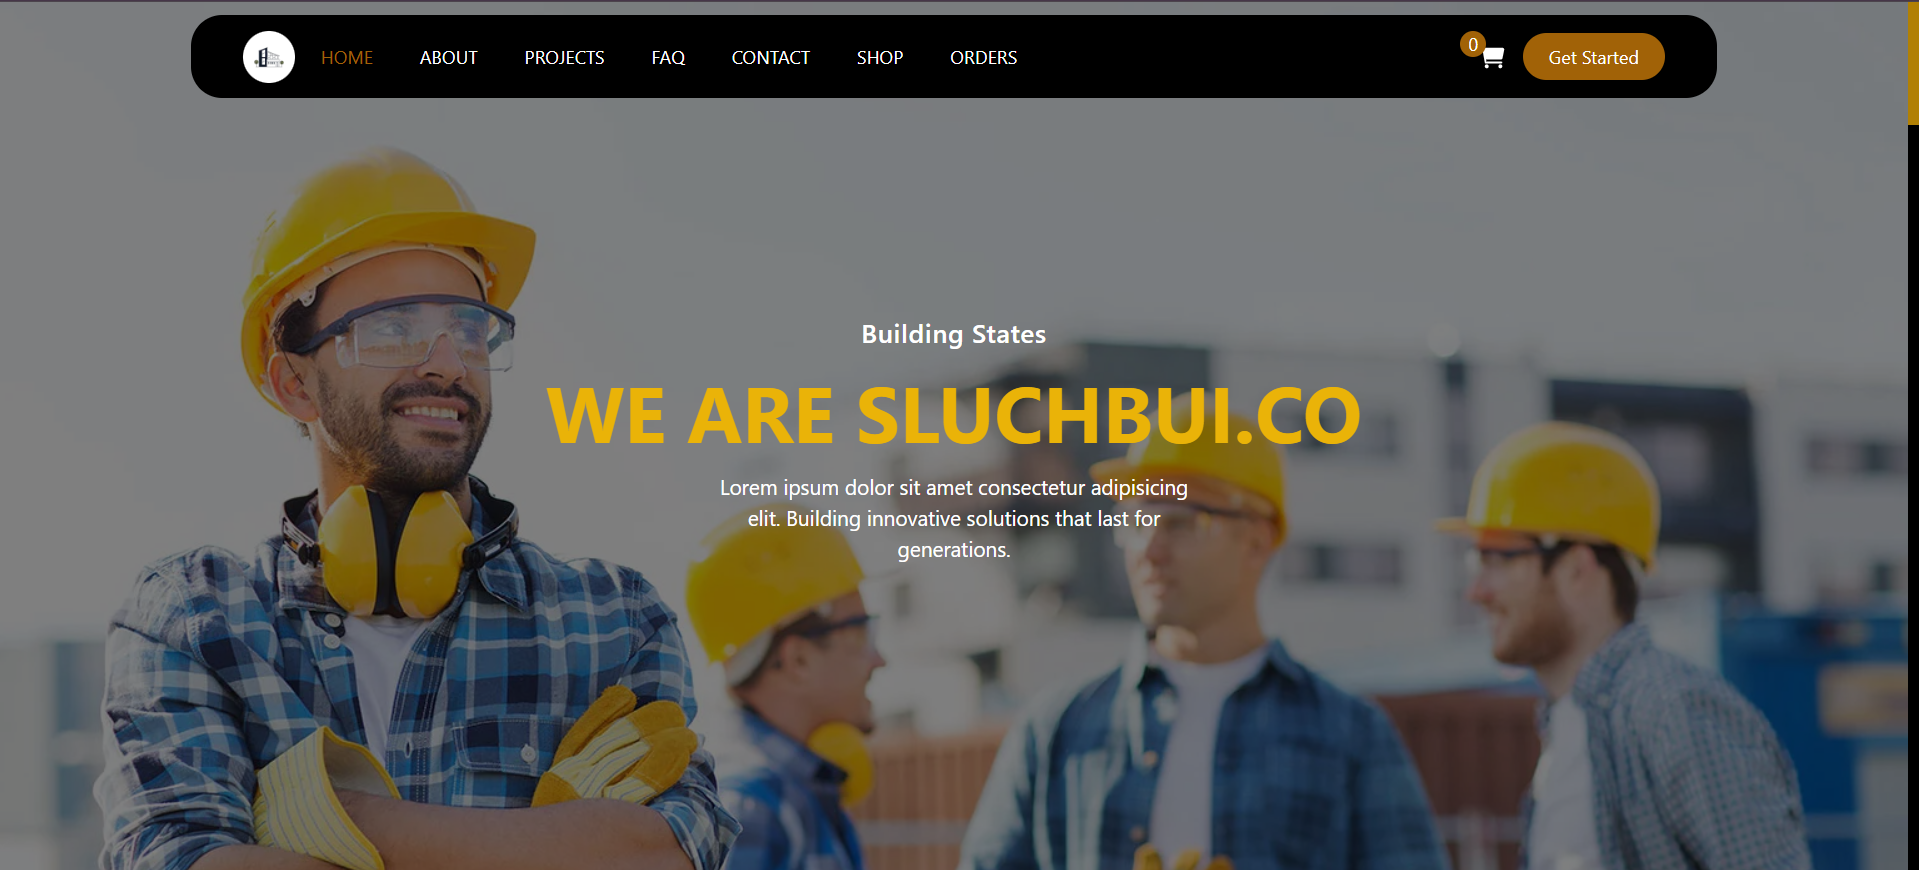 HOME ABOUT PROJECTS FAQ CONTACT SHOP ORDERS 0 Get Started
Building States
WE ARE SLUCHBUI.CO
Lorem ipsum dolor sit amet consectetur adipisicing
elit. Building innovative solutions that last for
generations.